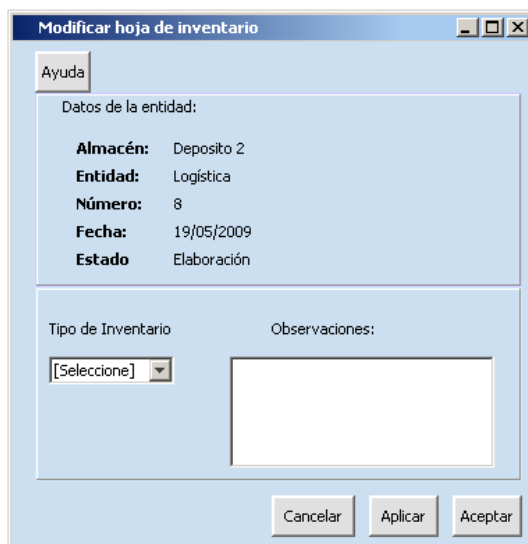 Modificar hoja de inventario
Ayuda
Datos de la entidad:
Almacén: Deposito 2
Entidad: Logística
Número: 8
Fecha: 19/05/2009
Estado Elaboración
Tipo de Inventario Observaciones:
[Seleccione]
Cancelar Aplicar Aceptar